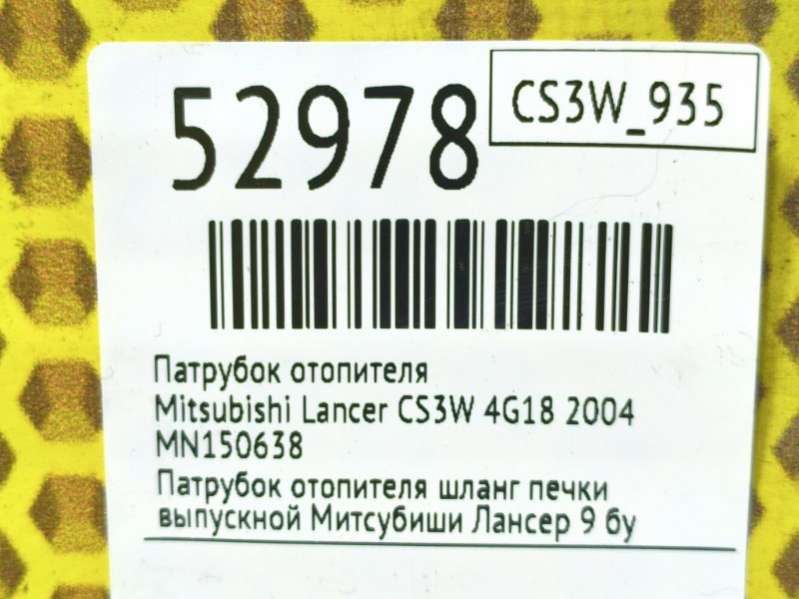 52978
CS3W_935
Патрубок отопителя
Mitsubishi Lancer CS3W 4G18 2004
MN150638
Патрубок отопителя шланг печки
выпускной Митсубиши Лансер 9 бу